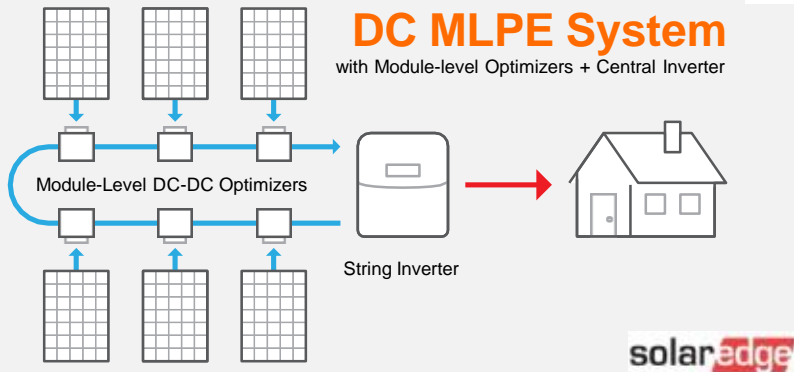 DC MLPE System
with Module-level Optimizers + Central Inverter
Module-Level DC-DC Optimizers
String Inverter
solaredge